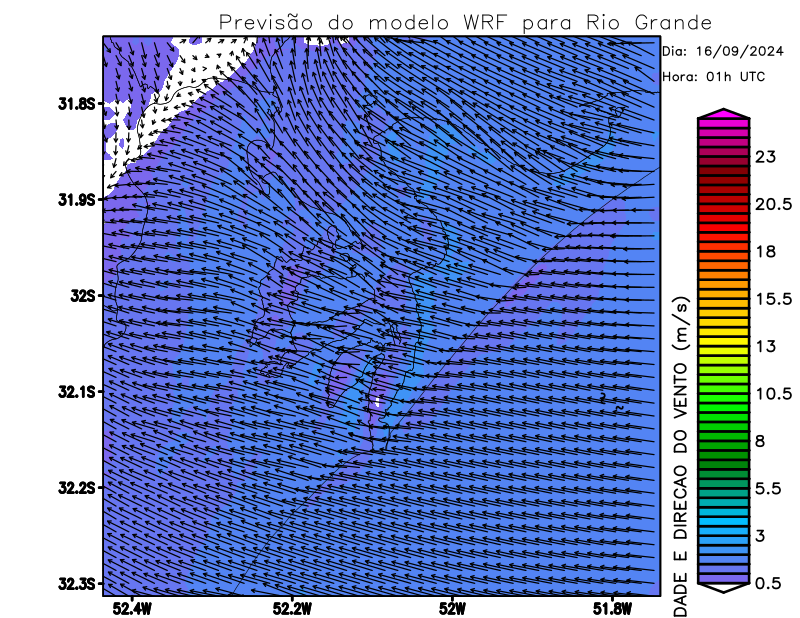 Previsão do modelo WRF para Rio Grande
Dia: 16/09/2024
Hora: 01h UTC
31.8S
31.9S
32S
32.1S
32.2S
32.3S
52.4W
52.2W
52W
51.8W
23
20.5
18
15.5
13
10.5
8
5.5
3
0.5
DADE E DIRECAO DO VENTO (m/s)